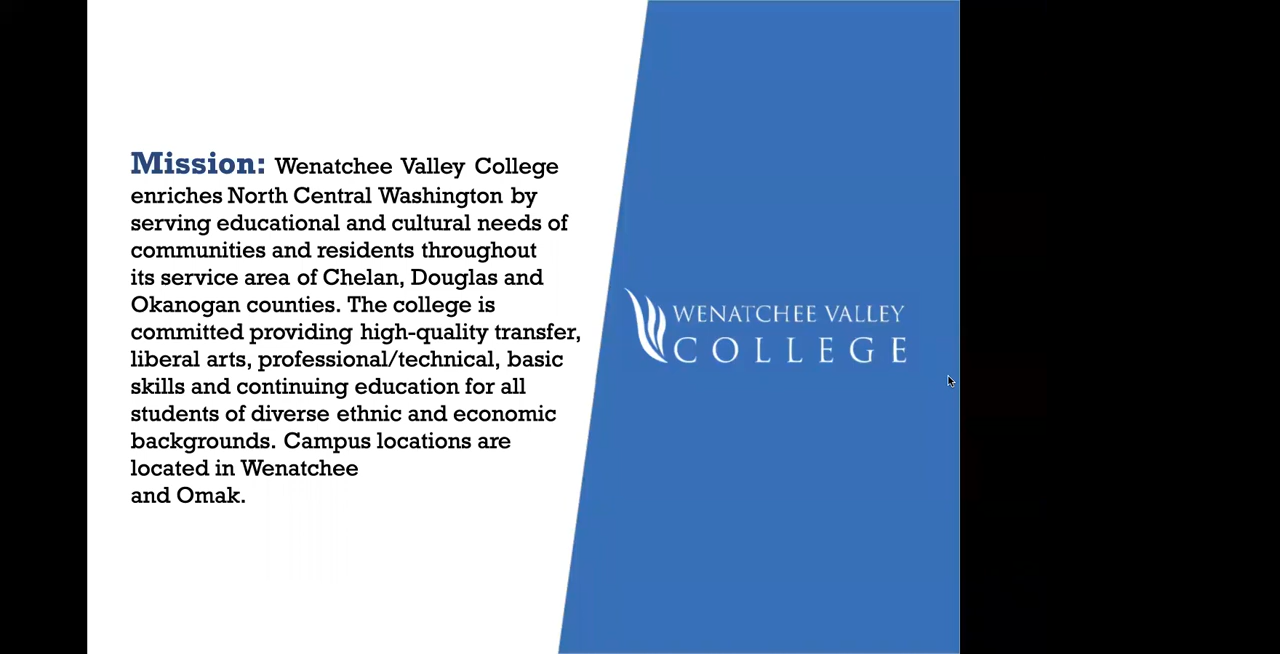 Mission: Wenatchee Valley College
enriches North Central Washington by
serving educational and cultural needs of
communities and residents throughout
its service area of Chelan, Douglas and
Okanogan counties. The college is
committed providing high-quality transfer,
liberal arts, professional/technical, basic
skills and continuing education for all
students of diverse ethnic and economic
backgrounds. Campus locations are
located in Wenatchee
and Omak.
WENATCHEE VALLEY
COLLEGE